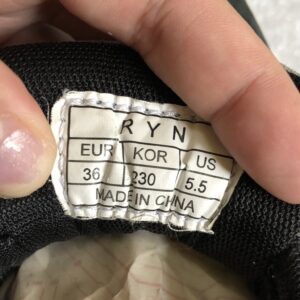 RYN
EUR KOR US
36 230 5.5
MADE IN CHINA